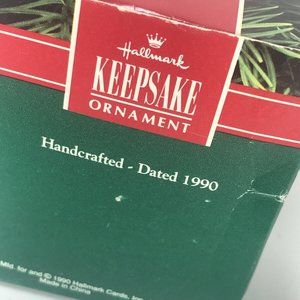 Hallmark
KEEPSAKE
ORNAMENT
Handcrafted - Dated 1990
Mfd. for and © 1990 Hallmark Cards, Inc.
Made in China